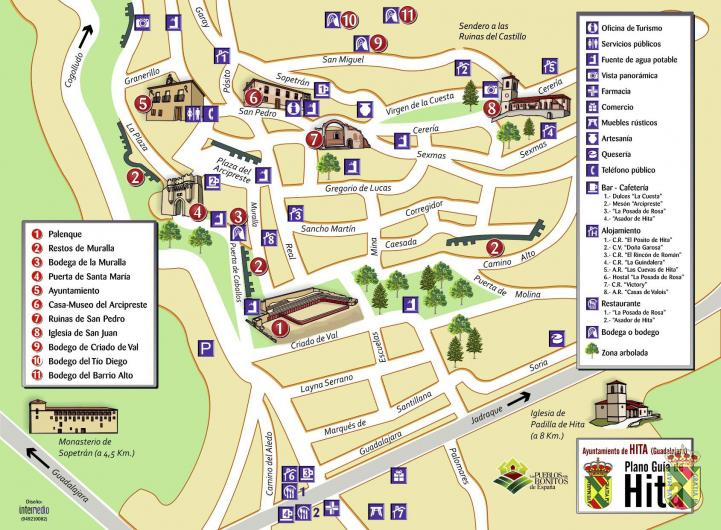 Cogolludo
Garay
Granerillo
Pósito
San Miguel
Sopetrán
San Pedro
Sendero a las
Ruinas del Castillo
Virgen de la Cuesta
Cerería
Cerería
Sexmas
Sexmas
La Plaza
Plaza del
Arcipreste
Gregorio de Lucas
Muralla
Puerta de Caballos
Real
Sancho Martín
Mina
Corregidor
Caesada
Camino Alto
Puerta de
Molina
Criado de Val
Escuelas
Layna Serrano
Marqués de
Santillana
Guadalajara
Jadraque
Camino del Aledo
Palomares
Soria
5
6
7
8
10
11
9
2
4
3
2
2
1
2
5
4
3
8
6
1
2
3
4
2
P
1 Palenque
2 Restos de Muralla
3 Bodega de la Muralla
4 Puerta de Santa María
5 Ayuntamiento
6 Casa-Museo del Arcipreste
7 Ruinas de San Pedro
8 Iglesia de San Juan
9 Bodego de Criado de Val
10 Bodego del Tío Diego
11 Bodego del Barrio Alto
Oficina de Turismo
Servicios públicos
Fuente de agua potable
Vista panorámica
Farmacia
Comercio
Muebles rústicos
Artesanía
Quesería
Teléfono público
Bar - Cafetería
1.- Dulces "La Cuesta"
2.- Mesón "Arcipreste"
3.- "La Posada de Rosa"
4.- "Asador de Hita"
Alojamiento
1.- C.R. "El Pósito de Hita"
2.- C.V. "Doña Garosa"
3.- C.R. "El Rincón de Román"
4.- C.R. "La Guindalera"
5.- A.R. "Las Cuevas de Hita"
6.- Hostal "La Posada de Rosa"
7.- C.R. "Victory"
8.- A.R. "Casas de Valois"
Restaurante
1.- "La Posada de Rosa"
2.- "Asador de Hita"
Bodega o bodego
Zona arbolada
Monasterio de
Sopetrán (a 4,5 Km.)
Guadalajara
Iglesia de
Padilla de Hita
(a 8 Km.)
Los PUEBLOS más
BONITOS
de España
Ayuntamiento de HITA (Guadalajara)
Plano Guía de
Hita
Diseño:
intermedio
(949210082)